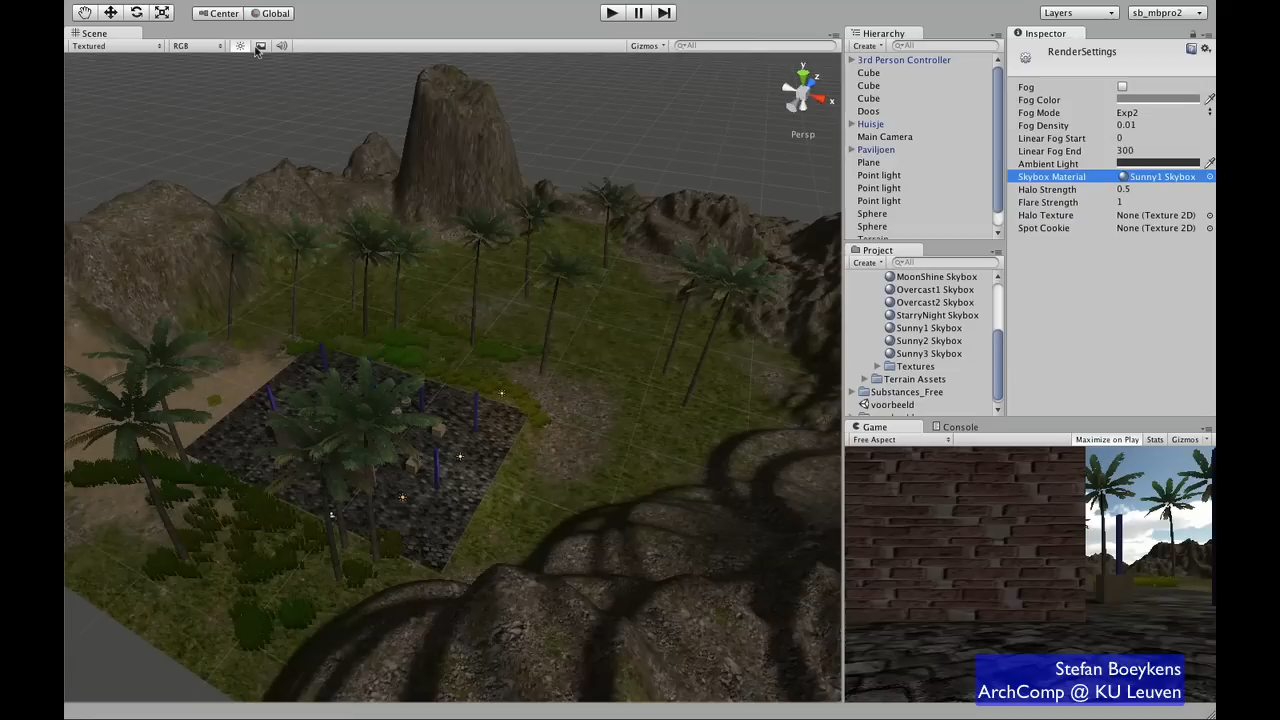 Center Global
Layers sb_mbpro2
Scene
Textured RGB Gizmos All
y
z
x
Persp
Hierarchy
Create All
3rd Person Controller
Cube
Cube
Cube
Doos
Huisje
Main Camera
Paviljoen
Plane
Point light
Point light
Point light
Sphere
Sphere
Terrain
Project
Create All
MoonShine Skybox
Overcast1 Skybox
Overcast2 Skybox
StarryNight Skybox
Sunny1 Skybox
Sunny2 Skybox
Sunny3 Skybox
Textures
Terrain Assets
Substances_Free
voorbeeld
Inspector
RenderSettings
Fog
Fog Color
Fog Mode Exp2
Fog Density 0.01
Linear Fog Start 0
Linear Fog End 300
Ambient Light
Skybox Material Sunny1 Skybox
Halo Strength 0.5
Flare Strength 1
Halo Texture None (Texture 2D)
Spot Cookie None (Texture 2D)
Game Console
Free Aspect Maximize on Play Stats Gizmos
Stefan Boeykens
ArchComp @ KU Leuven